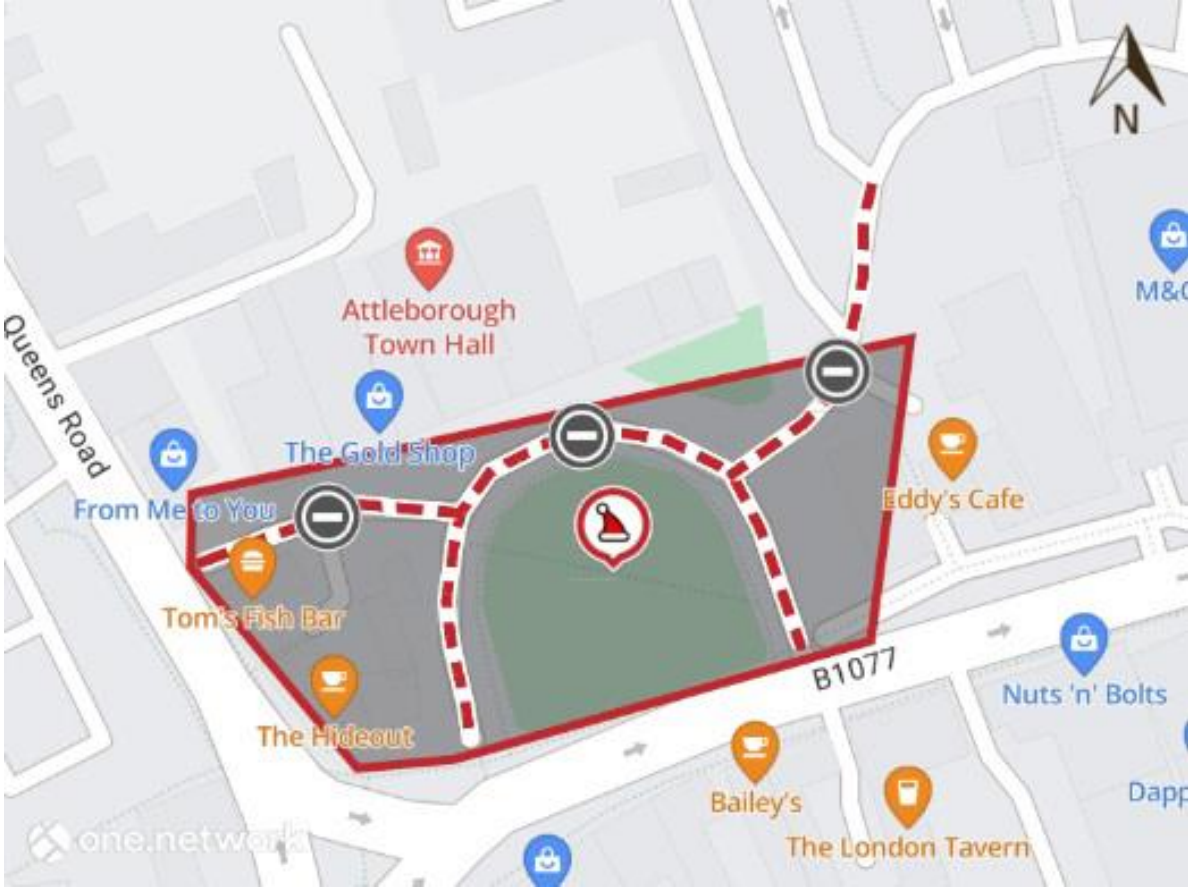 N
M&C
Attleborough
Town Hall
Queens Road
The Gold Shop
From Me to You
Eddy's Cafe
Tom's Fish Bar
B1077
Nuts 'n' Bolts
The Hideout
Bailey's
Dapp
The London Tavern
one.network